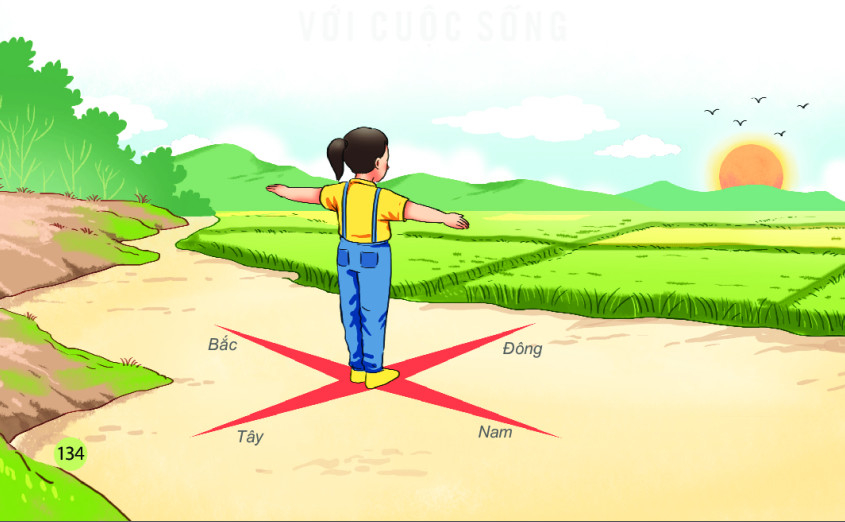 VỚI CUỘC SỐNG
Bắc
Đông
Tây
Nam
134